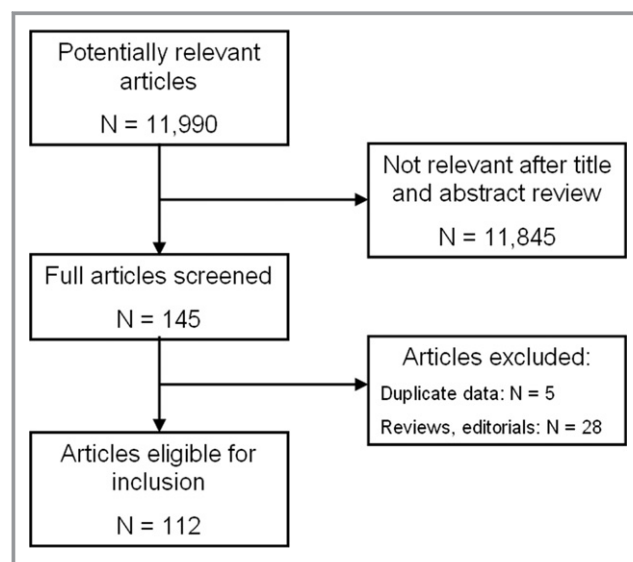 Potentially relevant
articles
N = 11,990
Not relevant after title
and abstract review
N = 11,845
Full articles screened
N = 145
Articles excluded:
Duplicate data: N = 5
Reviews, editorials: N = 28
Articles eligible for
inclusion
N = 112